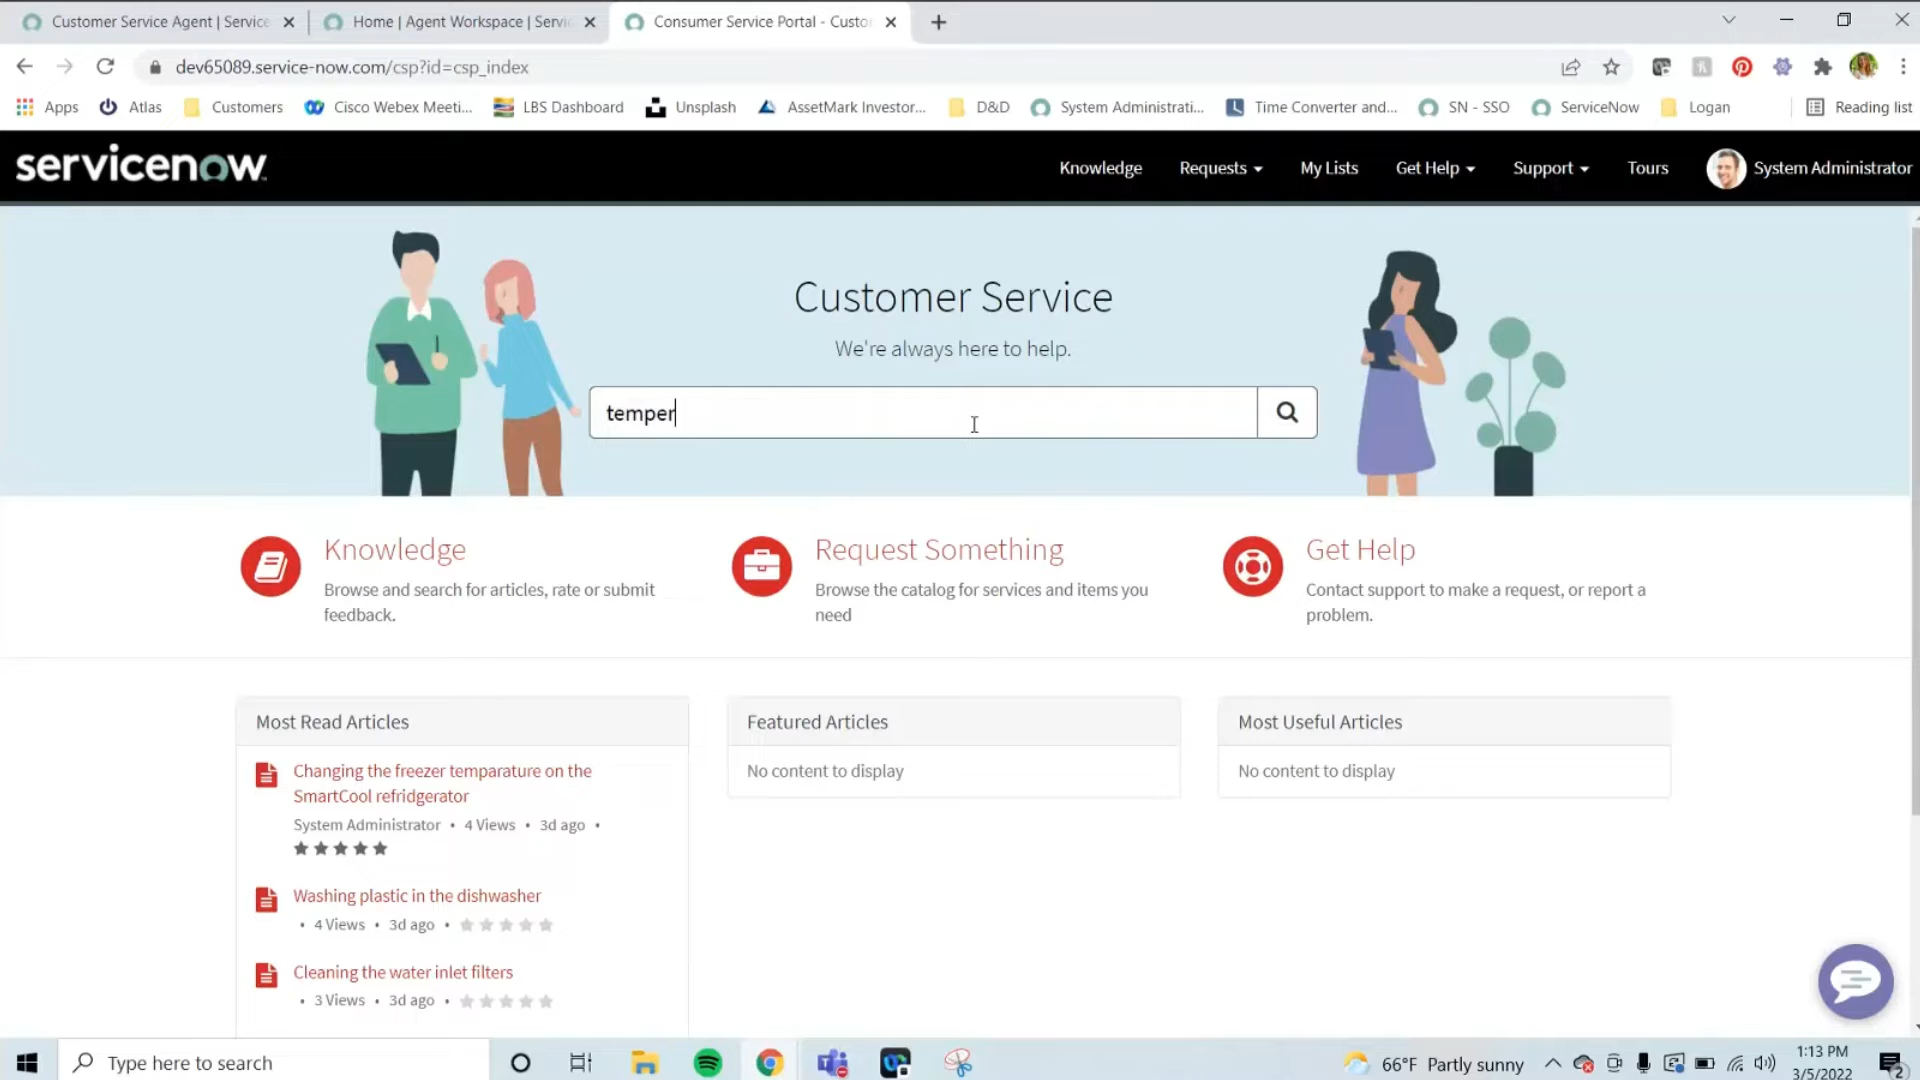 Customer Service Agent | Service
Home | Agent Workspace | Servic
Consumer Service Portal - Custo
dev65089.service-now.com/csp?id=csp_index
Apps
Atlas
Customers
Cisco Webex Meeti...
LBS Dashboard
Unsplash
AssetMark Investor...
D&D
System Administrati...
Time Converter and...
SN - SSO
ServiceNow
Logan
Reading list
servicenow
Knowledge
Requests
My Lists
Get Help
Support
Tours
System Administrator
Customer Service
We're always here to help.
temper
Knowledge
Browse and search for articles, rate or submit
feedback.
Request Something
Browse the catalog for services and items you
need
Get Help
Contact support to make a request, or report a
problem.
Most Read Articles
Changing the freezer temparature on the
SmartCool refridgerator
System Administrator • 4 Views • 3d ago •
Washing plastic in the dishwasher
• 4 Views • 3d ago •
Cleaning the water inlet filters
• 3 Views • 3d ago •
Featured Articles
No content to display
Most Useful Articles
No content to display
Type here to search
66°F Partly sunny
1:13 PM
3/5/2022
2